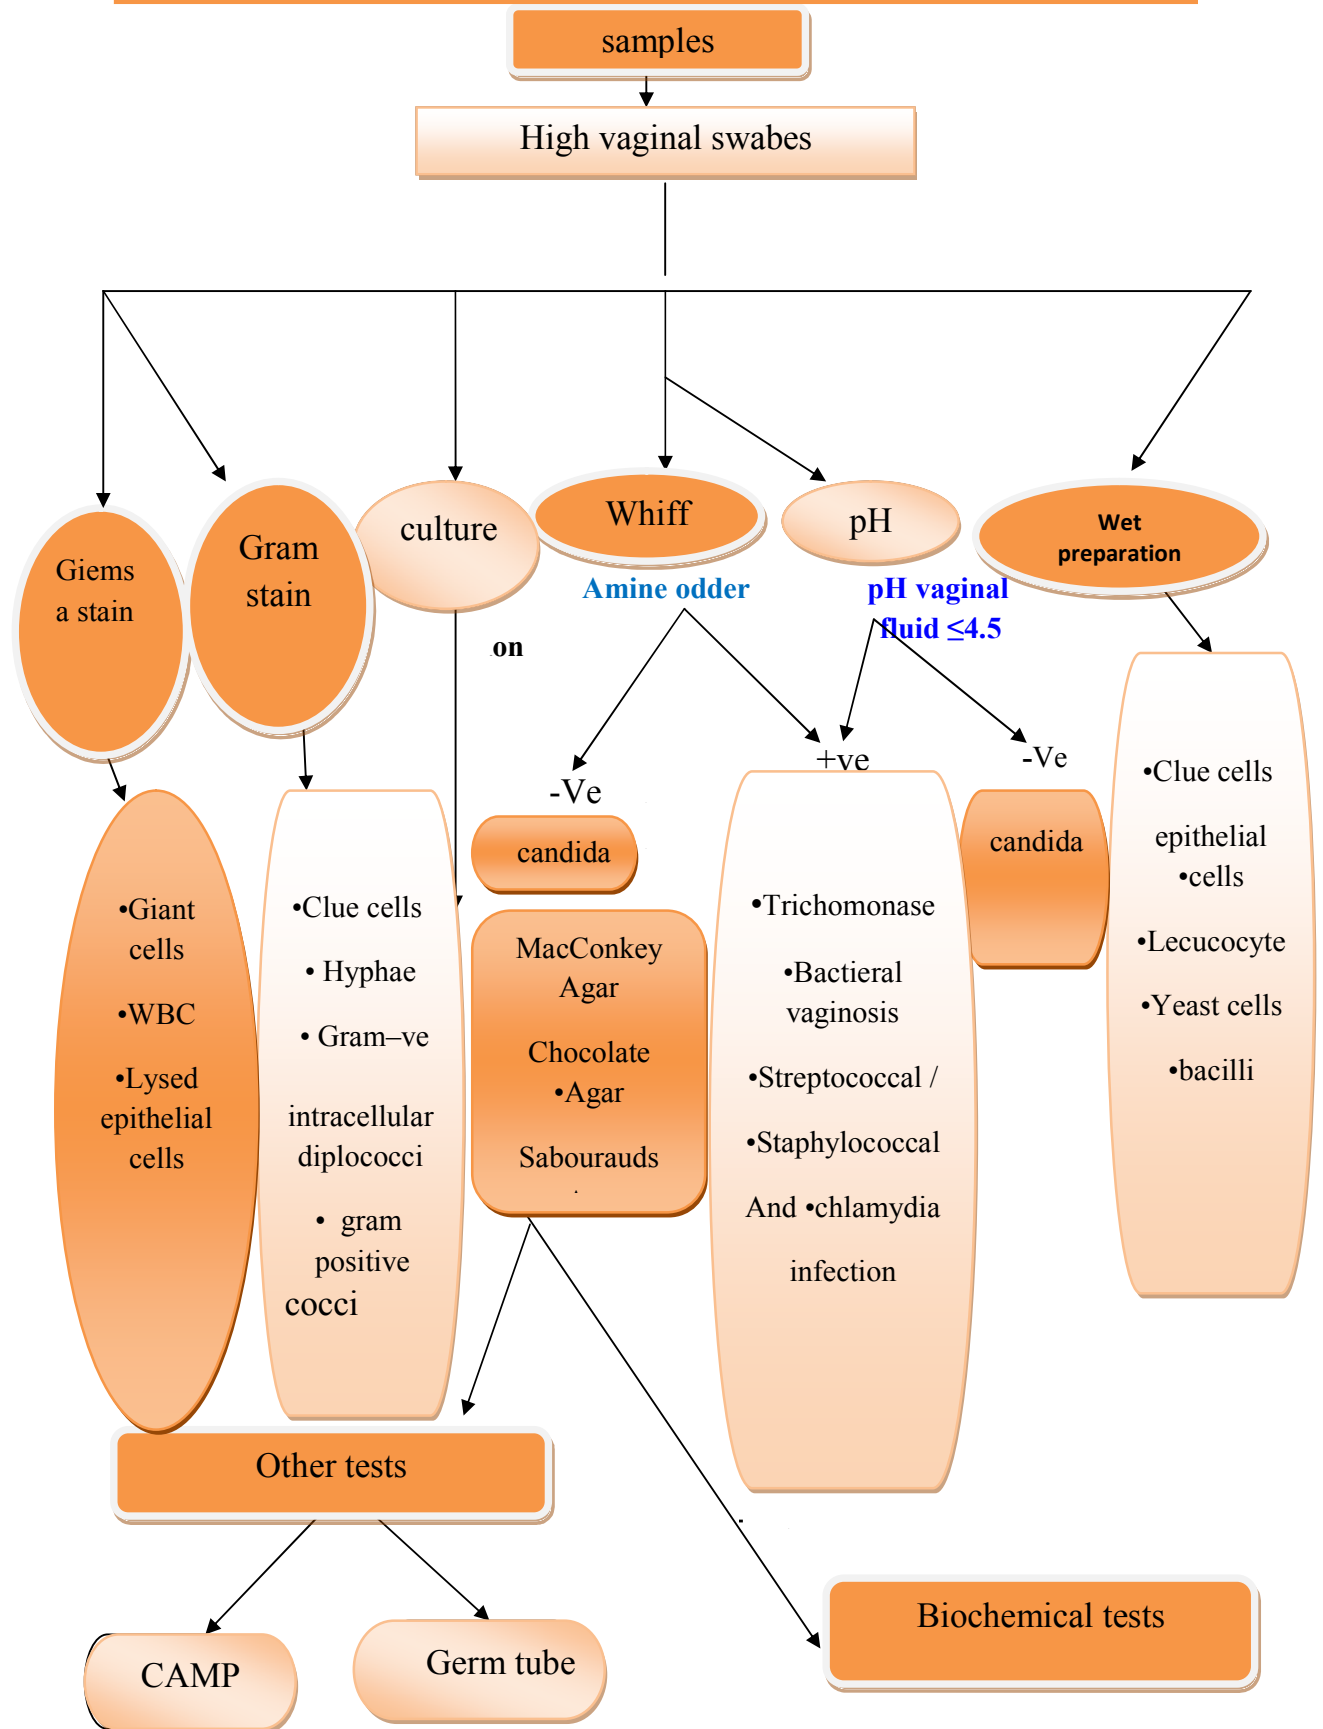 samples
High vaginal swabes
Giems
a stain
Gram
stain
culture
Whiff
pH
Wet
preparation
Amine odder
pH vaginal
fluid ≤4.5
on
-Ve
+ve
-Ve
candida
candida
•Giant
cells
•WBC
•Lysed
epithelial
cells
•Clue cells
• Hyphae
• Gram–ve
intracellular
diplococci
• gram
positive
cocci
MacConkey
Agar
Chocolate
•Agar
Sabourauds
•Trichomonase
•Bactieral
vaginosis
•Streptococcal /
•Staphylococcal
And •chlamydia
infection
•Clue cells
epithelial
•cells
•Lecucocyte
•Yeast cells
•bacilli
Other tests
Biochemical tests
CAMP
Germ tube